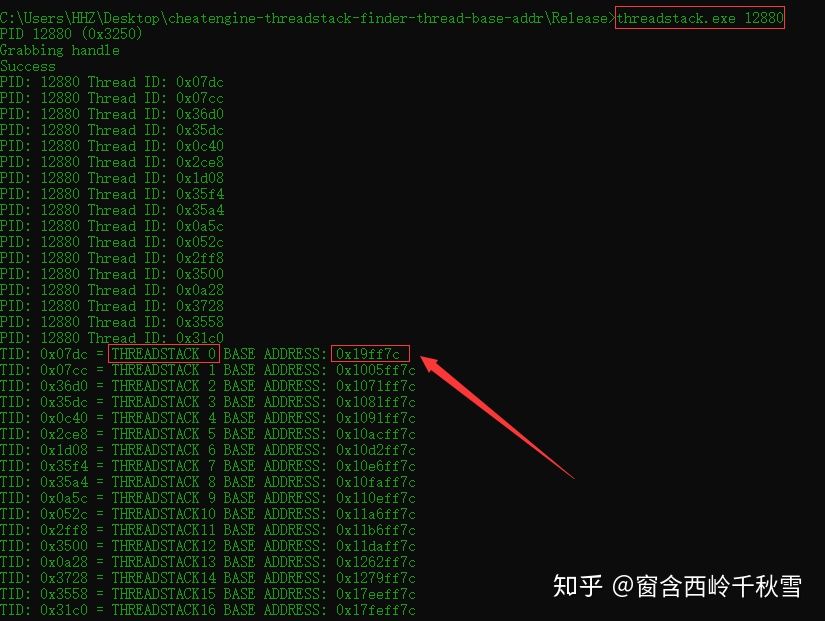 C:\Users\HHZ\Desktop\cheatengine-threadstack-finder-thread-base-addr\Release>threadstack.exe 12880
PID 12880 (0x3250)
Grabbing handle
Success
PID: 12880 Thread ID: 0x07dc
PID: 12880 Thread ID: 0x07cc
PID: 12880 Thread ID: 0x36d0
PID: 12880 Thread ID: 0x35dc
PID: 12880 Thread ID: 0x0c40
PID: 12880 Thread ID: 0x2ce8
PID: 12880 Thread ID: 0x1d08
PID: 12880 Thread ID: 0x35f4
PID: 12880 Thread ID: 0x35a4
PID: 12880 Thread ID: 0x0a5c
PID: 12880 Thread ID: 0x052c
PID: 12880 Thread ID: 0x2ff8
PID: 12880 Thread ID: 0x3500
PID: 12880 Thread ID: 0x0a28
PID: 12880 Thread ID: 0x3728
PID: 12880 Thread ID: 0x3558
PID: 12880 Thread ID: 0x31c0
TID: 0x07dc = THREADSTACK 0 BASE ADDRESS: 0x19ff7c
TID: 0x07cc = THREADSTACK 1 BASE ADDRESS: 0x1005ff7c
TID: 0x36d0 = THREADSTACK 2 BASE ADDRESS: 0x1071ff7c
TID: 0x35dc = THREADSTACK 3 BASE ADDRESS: 0x1081ff7c
TID: 0x0c40 = THREADSTACK 4 BASE ADDRESS: 0x1091ff7c
TID: 0x2ce8 = THREADSTACK 5 BASE ADDRESS: 0x10acff7c
TID: 0x1d08 = THREADSTACK 6 BASE ADDRESS: 0x10d2ff7c
TID: 0x35f4 = THREADSTACK 7 BASE ADDRESS: 0x10e6ff7c
TID: 0x35a4 = THREADSTACK 8 BASE ADDRESS: 0x10faff7c
TID: 0x0a5c = THREADSTACK 9 BASE ADDRESS: 0x110eff7c
TID: 0x052c = THREADSTACK10 BASE ADDRESS: 0x11a6ff7c
TID: 0x2ff8 = THREADSTACK11 BASE ADDRESS: 0x11b6ff7c
TID: 0x3500 = THREADSTACK12 BASE ADDRESS: 0x11daff7c
TID: 0x0a28 = THREADSTACK13 BASE ADDRESS: 0x1262ff7c
TID: 0x3728 = THREADSTACK14 BASE ADDRESS: 0x1279ff7c
TID: 0x3558 = THREADSTACK15 BASE ADDRESS: 0x17eeff7c
TID: 0x31c0 = THREADSTACK16 BASE ADDRESS: 0x17feff7c
知乎 @窗含西岭千秋雪